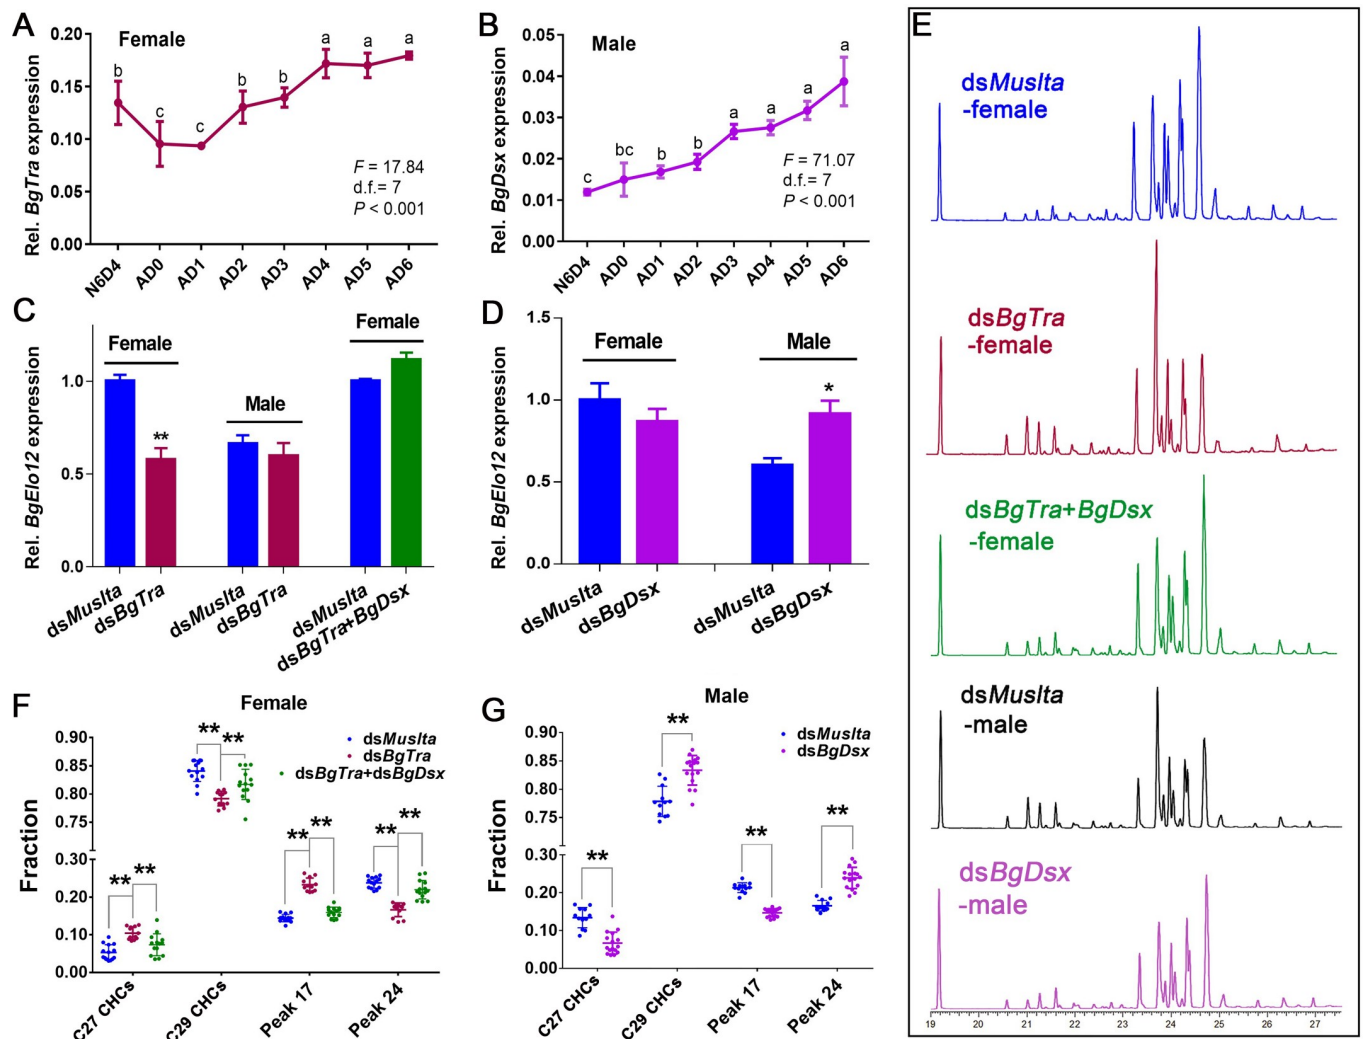 A
Female
Rel. BgTra expression
0.20
0.15
0.10
0.05
0.00
b
c
c
b
b
a
a
a
F = 17.84
d.f.= 7
P < 0.001
N6D4
AD0
AD1
AD2
AD3
AD4
AD5
AD6
B
Male
Rel. BgDsx expression
0.05
0.04
0.03
0.02
0.01
0.00
c
bc
b
b
a
a
a
a
F = 71.07
d.f.= 7
P < 0.001
N6D4
AD0
AD1
AD2
AD3
AD4
AD5
AD6
C
Rel. BgElo12 expression
1.0
0.5
0.0
Female
Male
Female
**
dsMuslta
dsBgTra
dsMuslta
dsBgTra
dsMuslta
dsBgTra+BgDsx
D
Rel. BgElo12 expression
1.5
1.0
0.5
0.0
Female
Male
*
dsMuslta
dsBgDsx
dsMuslta
dsBgDsx
E
dsMuslta
-female
dsBgTra
-female
dsBgTra+BgDsx
-female
dsMuslta
-male
dsBgDsx
-male
19
20
21
22
23
24
25
26
27
F
Female
Fraction
0.90
0.85
0.80
0.75
0.30
0.20
0.10
0.00
dsMuslta
dsBgTra
dsBgTra+dsBgDsx
** **
** **
** **
** **
C27 CHCs
C29 CHCs
Peak 17
Peak 24
G
Male
Fraction
0.90
0.85
0.80
0.75
0.30
0.20
0.10
0.00
dsMuslta
dsBgDsx
**
**
**
**
C27 CHCs
C29 CHCs
Peak 17
Peak 24